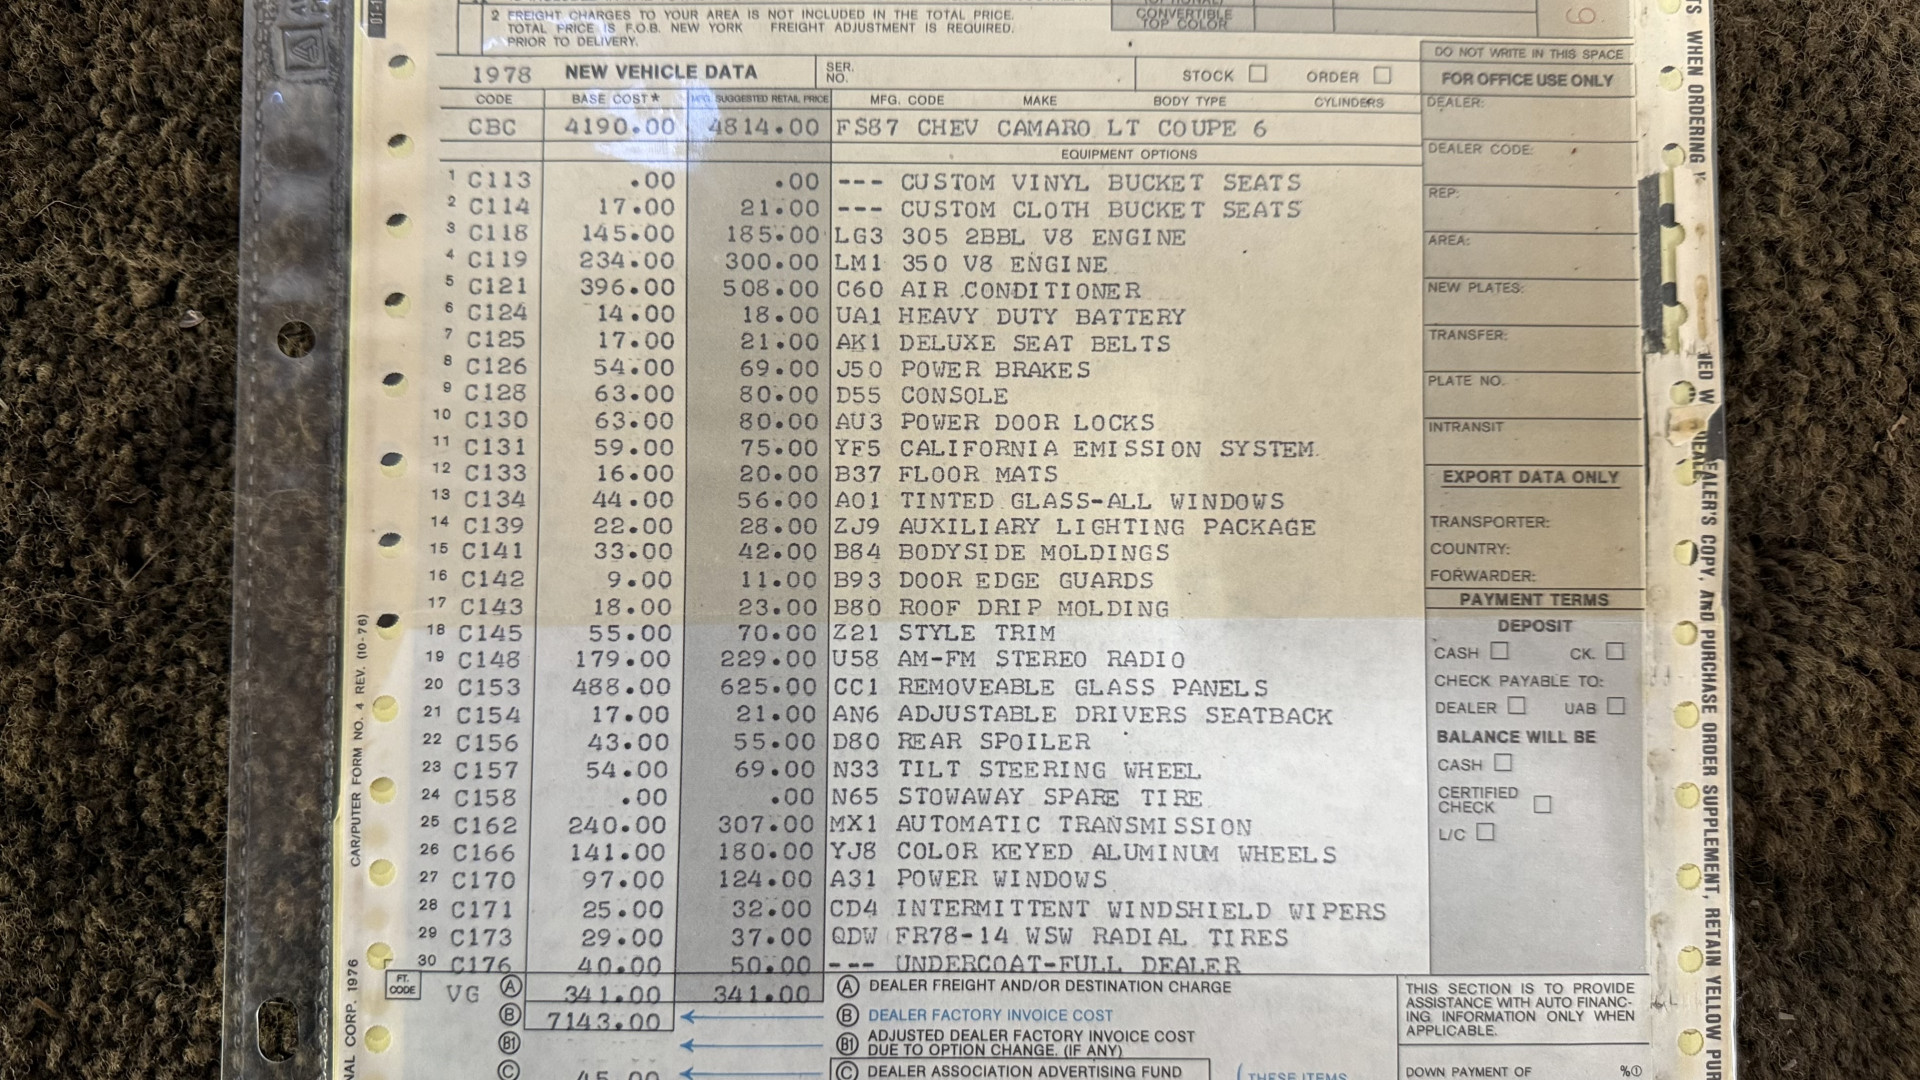 2 FREIGHT CHARGES TO YOUR AREA IS NOT INCLUDED IN THE TOTAL PRICE.
TOTAL PRICE IS F.O.B. NEW YORK FREIGHT ADJUSTMENT IS REQUIRED.
PRIOR TO DELIVERY.
CONVERTIBLE
TOP COLOR
DO NOT WRITE IN THIS SPACE
1978 NEW VEHICLE DATA SER. NO. STOCK ORDER FOR OFFICE USE ONLY
CODE BASE COST* MFG. SUGGESTED RETAIL PRICE MFG. CODE MAKE BODY TYPE CYLINDERS DEALER:
CBC 4190.00 4814.00 FS87 CHEV CAMARO LT COUPE 6
EQUIPMENT OPTIONS DEALER CODE:
1 C113 .00 .00 --- CUSTOM VINYL BUCKET SEATS
2 C114 17.00 21.00 --- CUSTOM CLOTH BUCKET SEATS REP:
3 C118 145.00 185.00 LG3 305 2BBL V8 ENGINE AREA:
4 C119 234.00 300.00 LM1 350 V8 ENGINE
5 C121 396.00 508.00 C60 AIR CONDITIONER NEW PLATES:
6 C124 14.00 18.00 UA1 HEAVY DUTY BATTERY
7 C125 17.00 21.00 AK1 DELUXE SEAT BELTS TRANSFER:
8 C126 54.00 69.00 J50 POWER BRAKES PLATE NO.
9 C128 63.00 80.00 D55 CONSOLE
10 C130 63.00 80.00 AU3 POWER DOOR LOCKS INTRANSIT
11 C131 59.00 75.00 YF5 CALIFORNIA EMISSION SYSTEM
12 C133 16.00 20.00 B37 FLOOR MATS EXPORT DATA ONLY
13 C134 44.00 56.00 A01 TINTED GLASS-ALL WINDOWS
14 C139 22.00 28.00 ZJ9 AUXILIARY LIGHTING PACKAGE TRANSPORTER:
15 C141 33.00 42.00 B84 BODYSIDE MOLDINGS COUNTRY:
16 C142 9.00 11.00 B93 DOOR EDGE GUARDS FORWARDER:
17 C143 18.00 23.00 B80 ROOF DRIP MOLDING PAYMENT TERMS
18 C145 55.00 70.00 Z21 STYLE TRIM DEPOSIT
19 C148 179.00 229.00 U58 AM-FM STEREO RADIO CASH CK.
20 C153 488.00 625.00 CC1 REMOVEABLE GLASS PANELS CHECK PAYABLE TO:
21 C154 17.00 21.00 AN6 ADJUSTABLE DRIVERS SEATBACK DEALER UAB
22 C156 43.00 55.00 D80 REAR SPOILER BALANCE WILL BE
23 C157 54.00 69.00 N33 TILT STEERING WHEEL CASH
24 C158 .00 .00 N65 STOWAWAY SPARE TIRE CERTIFIED CHECK
25 C162 240.00 307.00 MX1 AUTOMATIC TRANSMISSION L/C
26 C166 141.00 180.00 YJ8 COLOR KEYED ALUMINUM WHEELS
27 C170 97.00 124.00 A31 POWER WINDOWS
28 C171 25.00 32.00 CD4 INTERMITTENT WINDSHIELD WIPERS
29 C173 29.00 37.00 QDW FR78-14 WSW RADIAL TIRES
30 C176 40.00 50.00 --- UNDERCOAT-FULL DEALER
FT. CODE VG A 341.00 341.00 A DEALER FREIGHT AND/OR DESTINATION CHARGE
B 7143.00 B DEALER FACTORY INVOICE COST
B1 B1 ADJUSTED DEALER FACTORY INVOICE COST
DUE TO OPTION CHANGE. (IF ANY)
C 45.00 C DEALER ASSOCIATION ADVERTISING FUND
THESE ITEMS
THIS SECTION IS TO PROVIDE
ASSISTANCE WITH AUTO FINANC-
ING INFORMATION ONLY WHEN
APPLICABLE.
DOWN PAYMENT OF %
CAR/PUTER FORM NO. 4 REV. (10-76)
CORP. 1976
WHEN ORDERING
DEALER'S COPY, AND PURCHASE ORDER SUPPLEMENT, RETAIN YELLOW